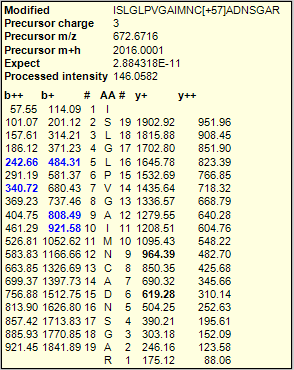 Modified ISLGLPVGAIMNC[+57]ADNSGAR
Precursor charge 3
Precursor m/z 672.6716
Precursor m+h 2016.0001
Expect 2.884318E-11
Processed intensity 146.0582
b++ b+ # AA # y+ y++
57.55 114.09 1 I
101.07 201.12 2 S 19 1902.92 951.96
157.61 314.21 3 L 18 1815.88 908.45
186.12 371.23 4 G 17 1702.80 851.90
242.66 484.31 5 L 16 1645.78 823.39
291.19 581.37 6 P 15 1532.69 766.85
340.72 680.43 7 V 14 1435.64 718.32
369.23 737.46 8 G 13 1336.57 668.79
404.75 808.49 9 A 12 1279.55 640.28
461.29 921.58 10 I 11 1208.51 604.76
526.81 1052.62 11 M 10 1095.43 548.22
583.83 1166.66 12 N 9 964.39 482.70
663.85 1326.69 13 C 8 850.35 425.68
699.37 1397.73 14 A 7 690.32 345.66
756.88 1512.75 15 D 6 619.28 310.14
813.90 1626.80 16 N 5 504.25 252.63
857.42 1713.83 17 S 4 390.21 195.61
885.93 1770.85 18 G 3 303.18 152.09
921.45 1841.89 19 A 2 246.16 123.58
R 1 175.12 88.06